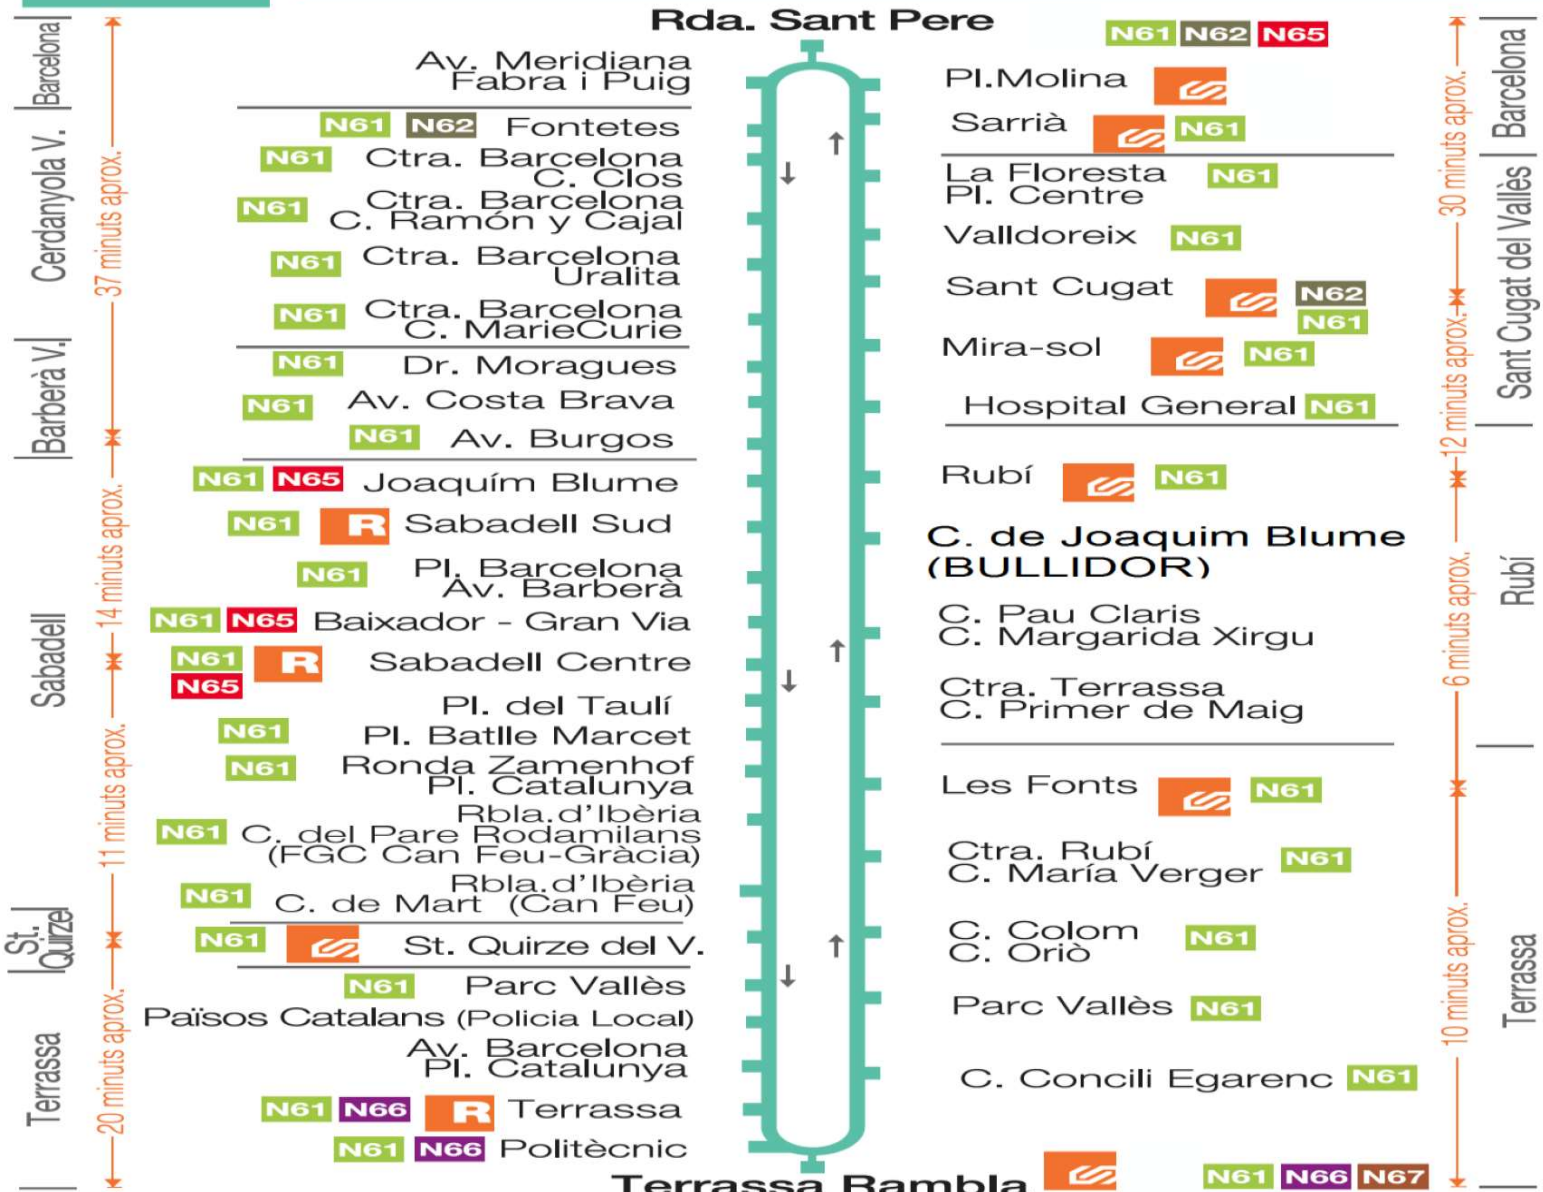 Rda. Sant Pere
N61 N62 N65
Barcelona
Cerdanyola V.
Barberà V.
Sabadell
St.
Quirze
Terrassa
37 minuts aprox.
14 minuts aprox.
11 minuts aprox.
20 minuts aprox.
Av. Meridiana
Fabra i Puig
N61 N62 Fontetes
N61 Ctra. Barcelona
C. Clos
N61 Ctra. Barcelona
C. Ramón y Cajal
N61 Ctra. Barcelona
Uralita
N61 Ctra. Barcelona
C. MarieCurie
N61 Dr. Moragues
N61 Av. Costa Brava
N61 Av. Burgos
N61 N65 Joaquím Blume
N61 R Sabadell Sud
N61 Pl. Barcelona
Av. Barberà
N61 N65 Baixador - Gran Via
N61 R Sabadell Centre
N65
Pl. del Taulí
N61 Pl. Batlle Marcet
N61 Ronda Zamenhof
Pl. Catalunya
Rbla.d'Ibèria
N61 C. del Pare Rodamilans
(FGC Can Feu-Gràcia)
Rbla.d'Ibèria
N61 C. de Mart (Can Feu)
N61 St. Quirze del V.
N61 Parc Vallès
Països Catalans (Policia Local)
Av. Barcelona
Pl. Catalunya
N61 N66 R Terrassa
N61 N66 Politècnic
Pl.Molina
Sarrià N61
La Floresta N61
Pl. Centre
Valldoreix N61
Sant Cugat N62
N61
Mira-sol N61
Hospital General N61
Rubí N61
C. de Joaquim Blume
(BULLIDOR)
C. Pau Claris
C. Margarida Xirgu
Ctra. Terrassa
C. Primer de Maig
Les Fonts N61
Ctra. Rubí N61
C. María Verger
C. Colom N61
C. Oriò
Parc Vallès N61
C. Concili Egarenc N61
30 minuts aprox.
12 minuts aprox.
6 minuts aprox.
10 minuts aprox.
Barcelona
Sant Cugat del Vallès
Rubí
Terrassa
Terrassa Rambla N61 N66 N67